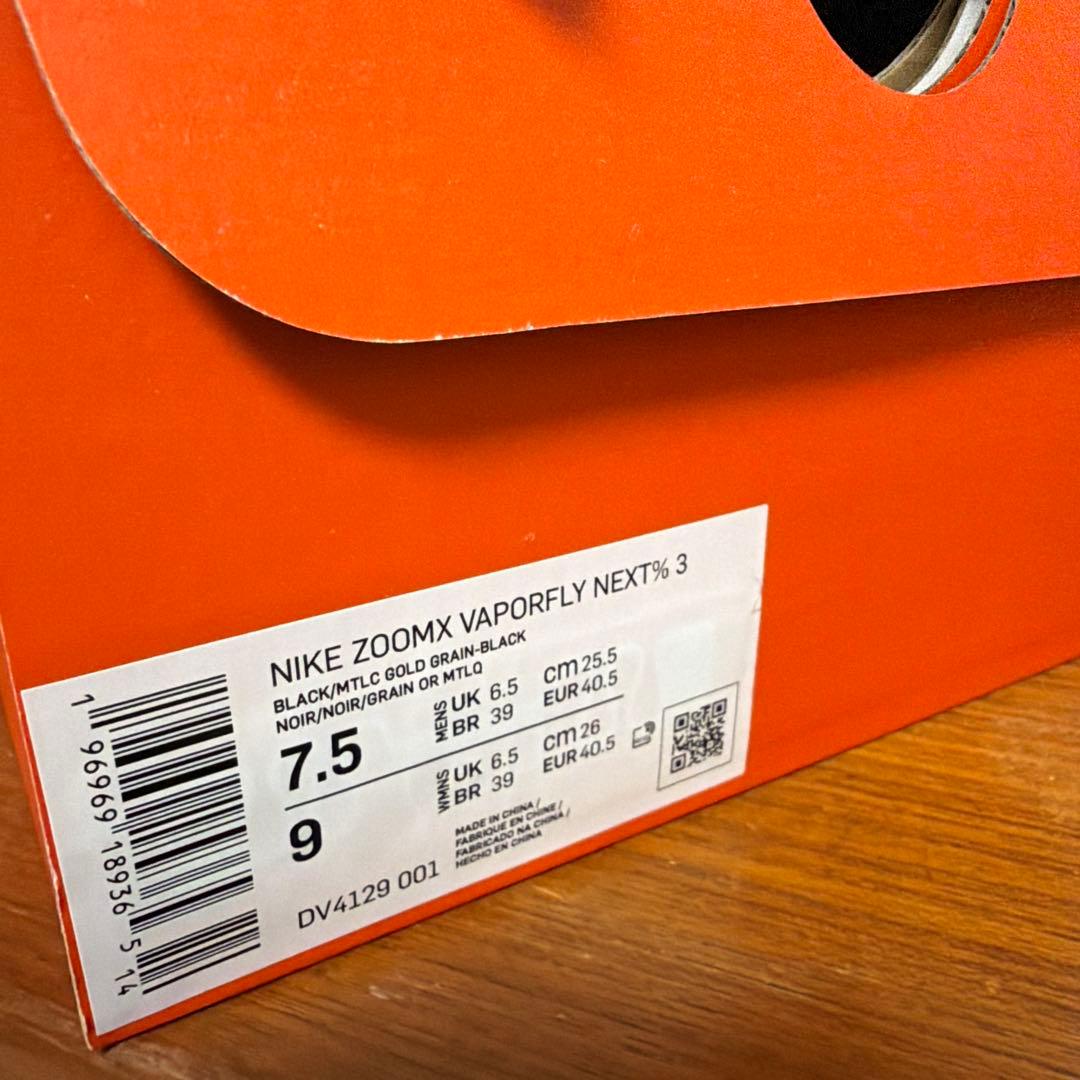 NIKE ZOOMX VAPORFLY NEXT% 3
BLACK/MTLC GOLD GRAIN-BLACK
NOIR/NOIR/GRAIN OR MTLQ
7.5
MENS
UK 6.5
BR 39
cm 25.5
EUR 40.5
9
WMNS
UK 6.5
BR 39
cm 26
EUR 40.5
MADE IN CHINA /
FABRIQUE EN CHINE /
FABRICADO NA CHINA /
HECHO EN CHINA
DV4129 001
1 96969 18936 5 14